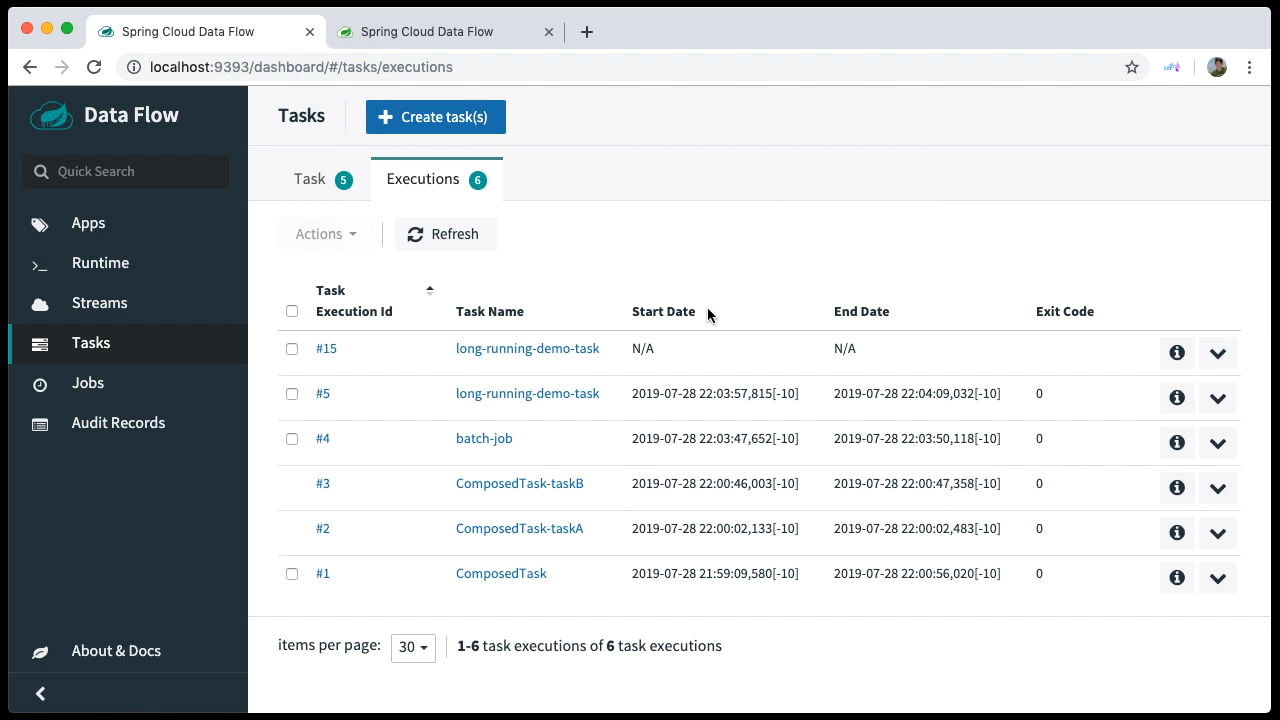 Spring Cloud Data Flow
Spring Cloud Data Flow
localhost:9393/dashboard/#/tasks/executions
Data Flow
Quick Search
Apps
Runtime
Streams
Tasks
Jobs
Audit Records
About & Docs
Tasks
Create task(s)
Task 5
Executions 6
Actions
Refresh
Task
Execution Id Task Name Start Date End Date Exit Code
#15 long-running-demo-task N/A N/A
#5 long-running-demo-task 2019-07-28 22:03:57,815[-10] 2019-07-28 22:04:09,032[-10] 0
#4 batch-job 2019-07-28 22:03:47,652[-10] 2019-07-28 22:03:50,118[-10] 0
#3 ComposedTask-taskB 2019-07-28 22:00:46,003[-10] 2019-07-28 22:00:47,358[-10] 0
#2 ComposedTask-taskA 2019-07-28 22:00:02,133[-10] 2019-07-28 22:00:02,483[-10] 0
#1 ComposedTask 2019-07-28 21:59:09,580[-10] 2019-07-28 22:00:56,020[-10] 0
items per page: 30 1-6 task executions of 6 task executions